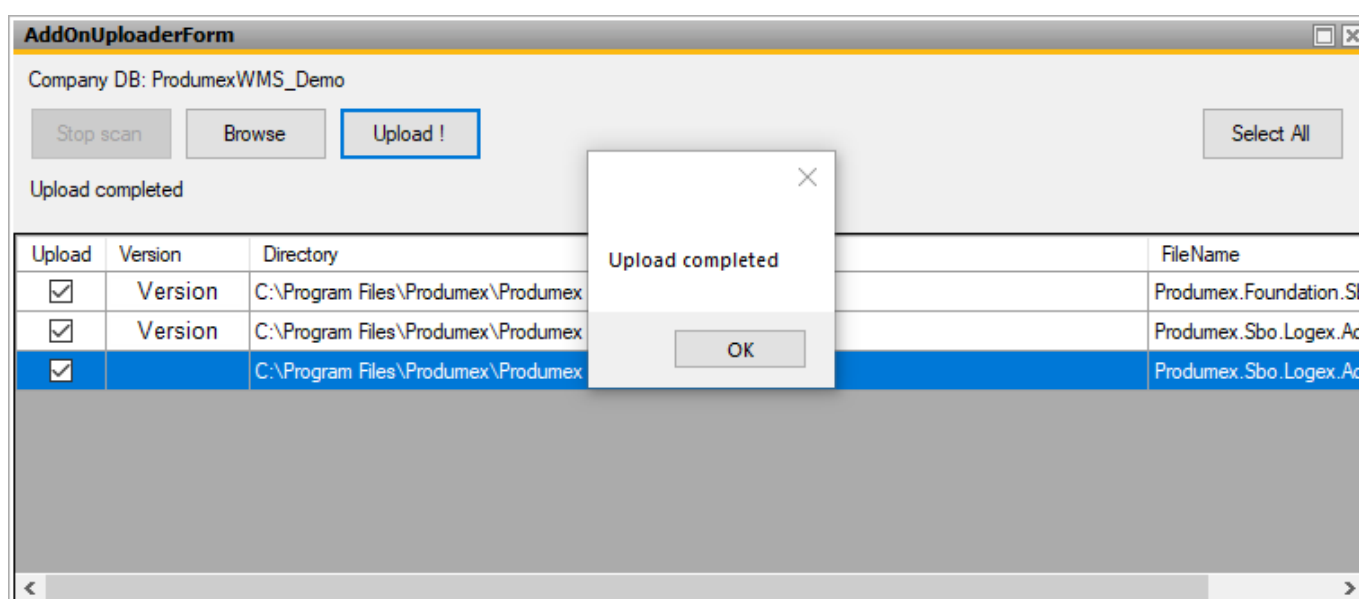 AddOnUploaderForm
Company DB: ProdumexWMS_Demo
Stop scan Browse Upload ! Select All
Upload completed
Upload completed
OK
Upload Version Directory FileName
Version C:\Program Files\Produmex\Produmex Produmex.Foundation.
Version C:\Program Files\Produmex\Produmex Produmex.Sbo.Logex.
C:\Program Files\Produmex\Produmex Produmex.Sbo.Logex.